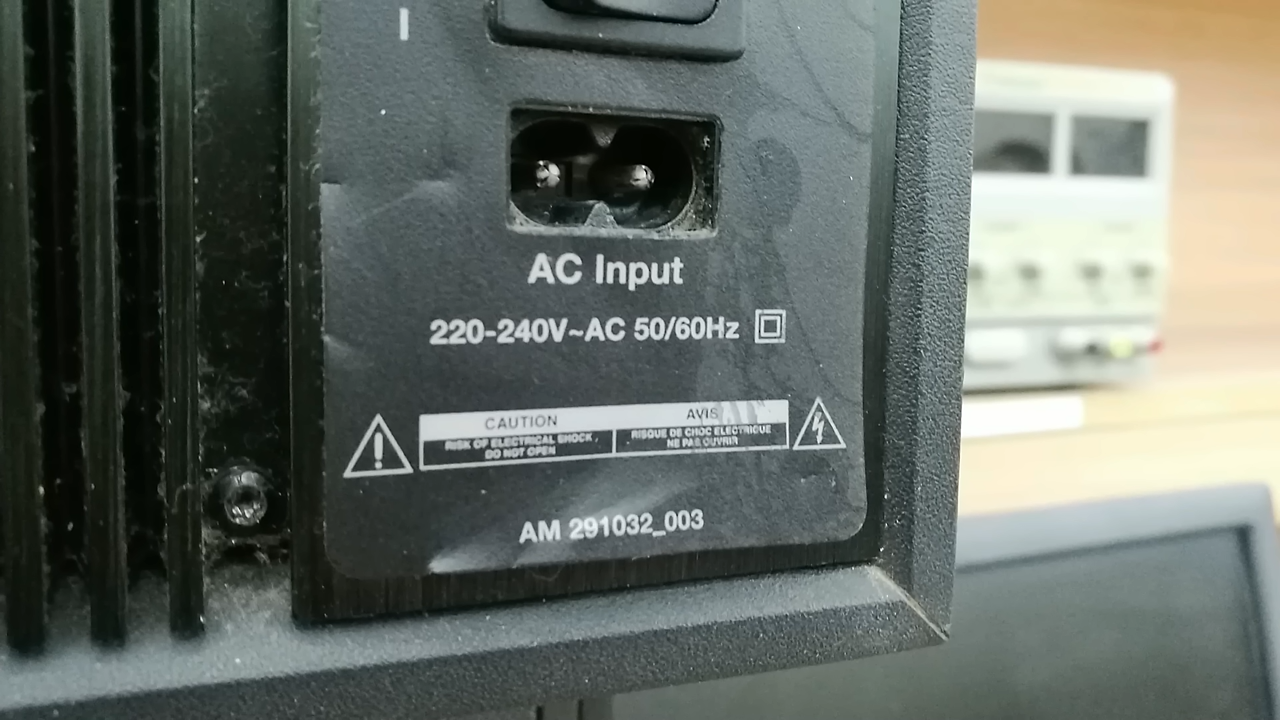 I
AC Input
220-240V~AC 50/60Hz
CAUTION
RISK OF ELECTRICAL SHOCK
DO NOT OPEN
AVIS
RISQUE DE CHOC ELECTRIQUE
NE PAS OUVRIR
AM 291032_003